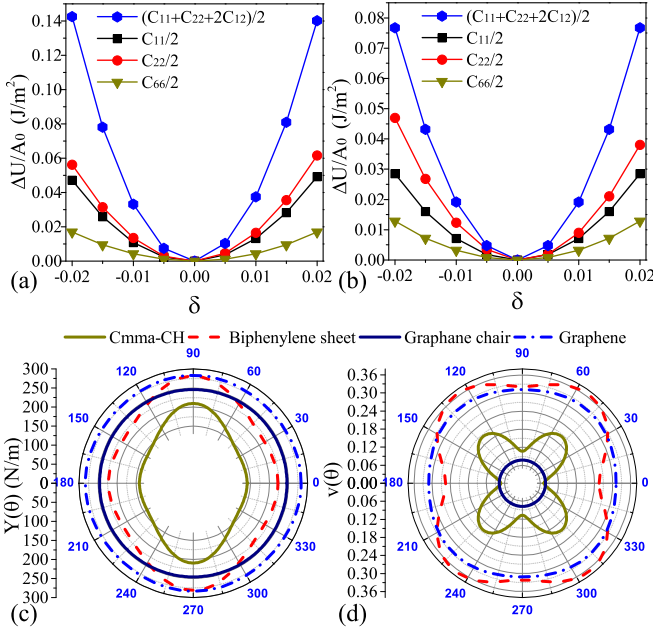 (C11+C22+2C12)/2
C11/2
C22/2
C66/2
ΔU/A0 (J/m²)
0.14
0.12
0.10
0.08
0.06
0.04
0.02
0.00
-0.02 -0.01 0.00 0.01 0.02
δ
(a)
(C11+C22+2C12)/2
C11/2
C22/2
C66/2
ΔU/A0 (J/m²)
0.08
0.07
0.06
0.05
0.04
0.03
0.02
0.01
0.00
-0.02 -0.01 0.00 0.01 0.02
δ
(b)
Cmma-CH Biphenylene sheet Graphane chair Graphene
Y(θ) (N/m)
300
250
200
150
100
50
0
50
100
150
200
250
300
90
120 60
150 30
180 0
210 330
240 300
270
(c)
v(θ)
0.36
0.30
0.24
0.18
0.12
0.06
0.00
0.06
0.12
0.18
0.24
0.30
0.36
90
120 60
150 30
180 0
210 330
240 300
270
(d)